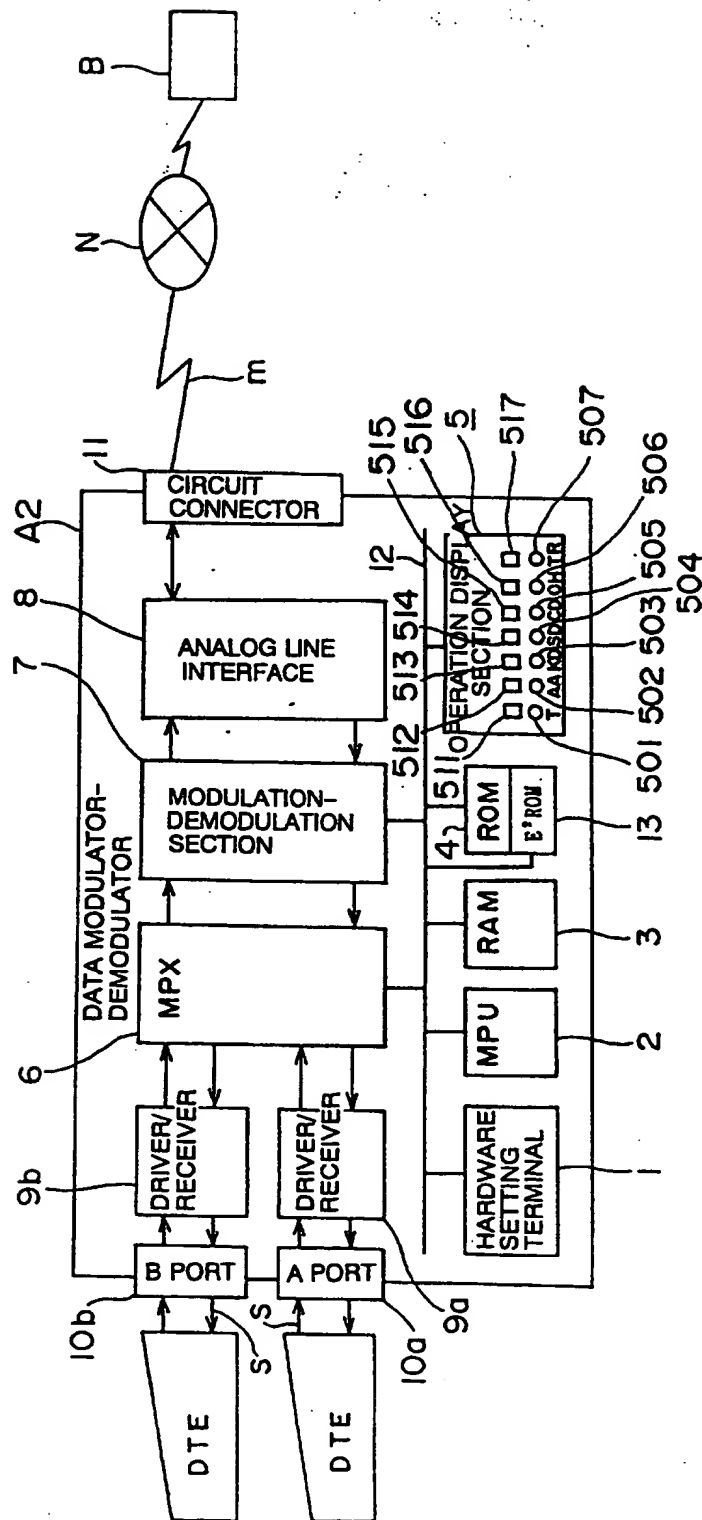 A2
DATA MODULATOR–
DEMODULATOR
10b
9b
6
7
8
11
B PORT
DRIVER/
RECEIVER
MPX
MODULATION–
DEMODULATION
SECTION
ANALOG LINE
INTERFACE
CIRCUIT
CONNECTOR
m
N
B
DTE
S
DTE
S
A PORT
DRIVER/
RECEIVER
10a
9a
12
HARDWARE
SETTING
TERMINAL
MPU
RAM
4
ROM
E²ROM
OPERATION DISPLAY
SECTION
511
512
513
514
515
516
5
517
T AA KD SD CD OH TR
1
2
3
13
501
502
503
504
505
506
507